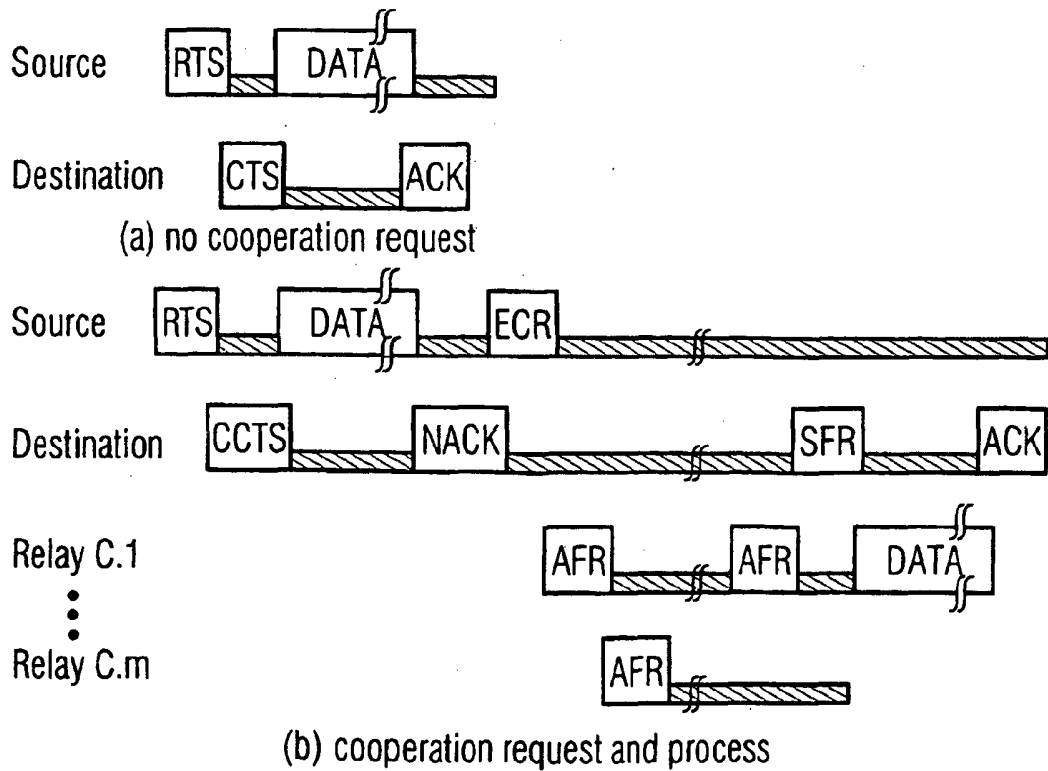 Source RTS DATA
Destination CTS ACK
(a) no cooperation request
Source RTS DATA ECR
Destination CCTS NACK SFR ACK
Relay C.1 AFR AFR DATA
Relay C.m AFR
(b) cooperation request and process